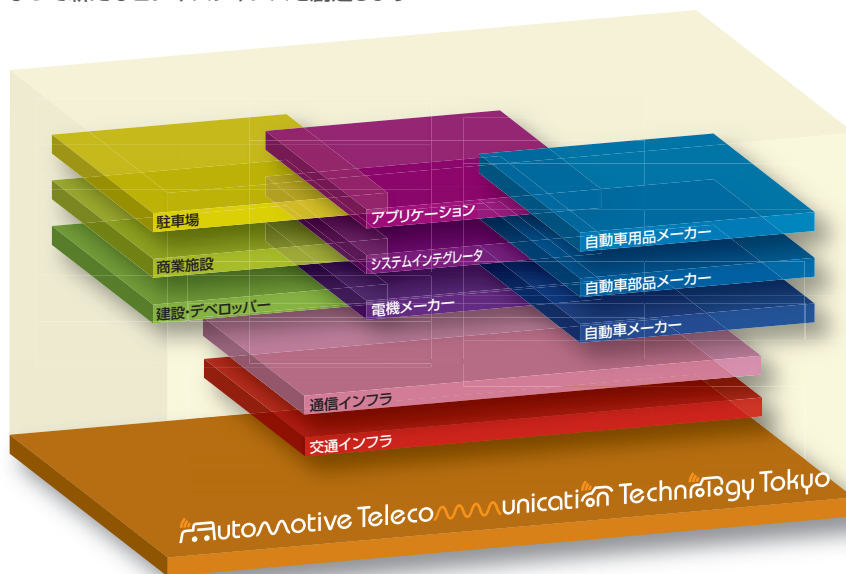 駐車場
商業施設
建設・デベロッパー
アプリケーション
システムインテグレータ
電機メーカー
自動車用品メーカー
自動車部品メーカー
自動車メーカー
通信インフラ
交通インフラ
Automotive Telecommunication Technology Tokyo